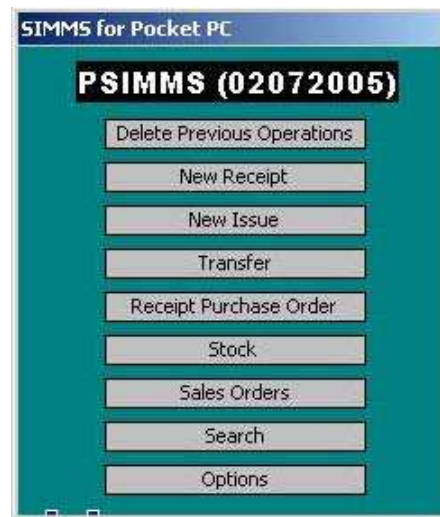 SIMMS for Pocket PC
PSIMMS (02072005)
Delete Previous Operations
New Receipt
New Issue
Transfer
Receipt Purchase Order
Stock
Sales Orders
Search
Options